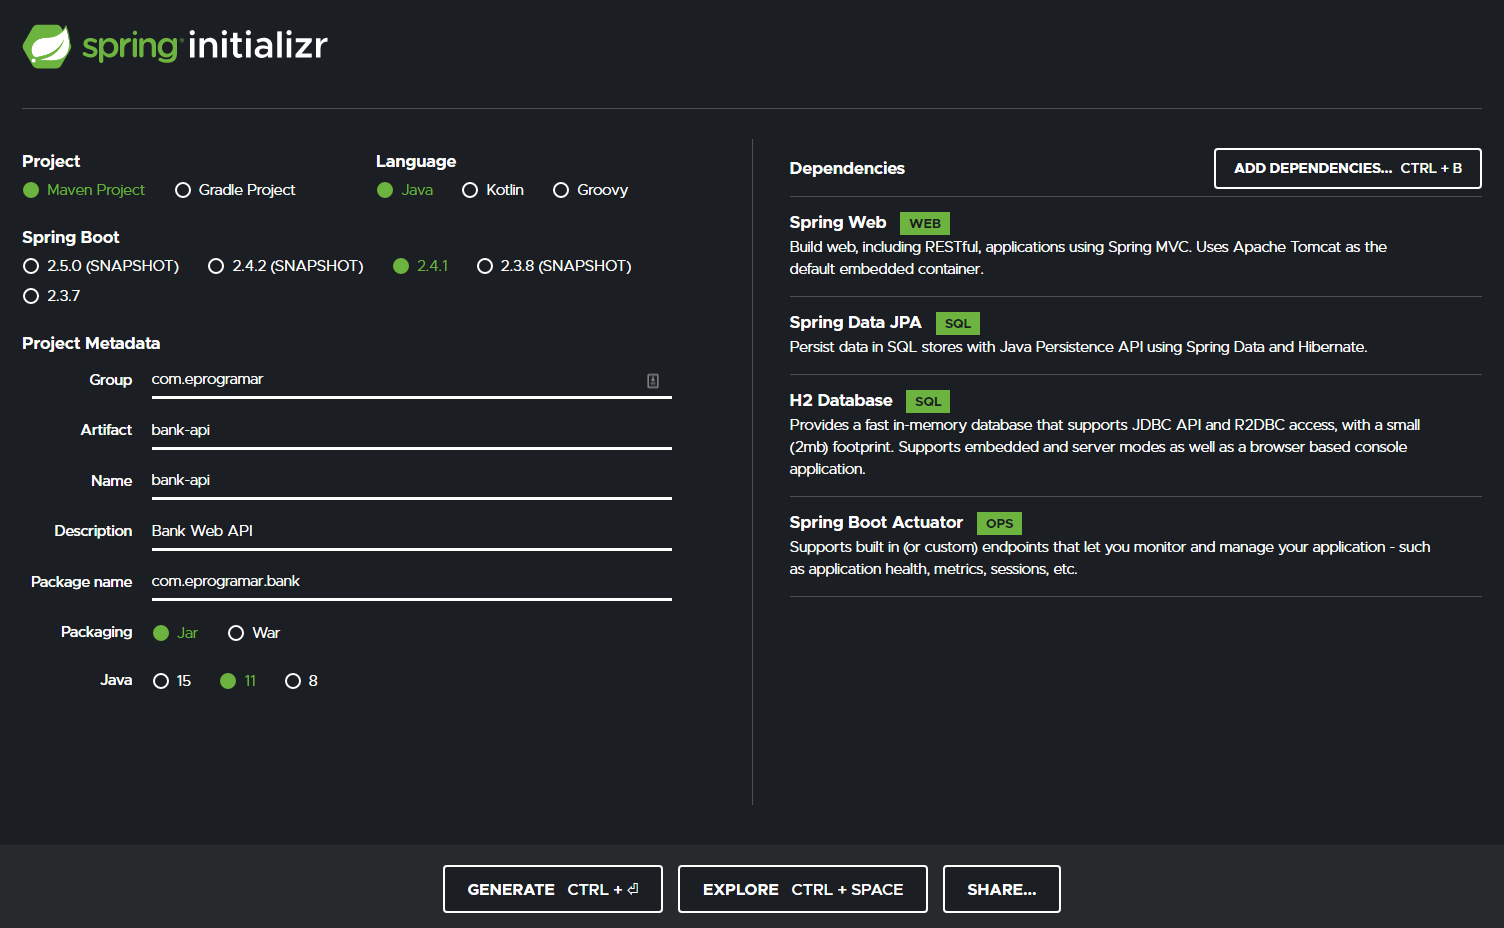 spring initializr
Project
Maven Project Gradle Project
Language
Java Kotlin Groovy
Spring Boot
2.5.0 (SNAPSHOT) 2.4.2 (SNAPSHOT) 2.4.1 2.3.8 (SNAPSHOT)
2.3.7
Project Metadata
Group com.eprogramar
Artifact bank-api
Name bank-api
Description Bank Web API
Package name com.eprogramar.bank
Packaging Jar War
Java 15 11 8
Dependencies
ADD DEPENDENCIES... CTRL + B
Spring Web WEB
Build web, including RESTful, applications using Spring MVC. Uses Apache Tomcat as the
default embedded container.
Spring Data JPA SQL
Persist data in SQL stores with Java Persistence API using Spring Data and Hibernate.
H2 Database SQL
Provides a fast in-memory database that supports JDBC API and R2DBC access, with a small
(2mb) footprint. Supports embedded and server modes as well as a browser based console
application.
Spring Boot Actuator OPS
Supports built in (or custom) endpoints that let you monitor and manage your application - such
as application health, metrics, sessions, etc.
GENERATE CTRL + ⏎
EXPLORE CTRL + SPACE
SHARE...